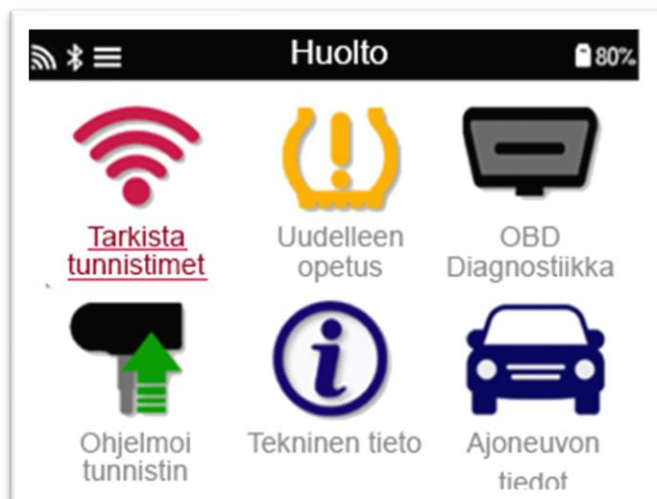 Huolto
80%
Tarkista
tunnistimet
Uudelleen
opetus
OBD
Diagnostiikka
Ohjelmoi
tunnistin
Tekninen tieto
Ajoneuvon
tiedot